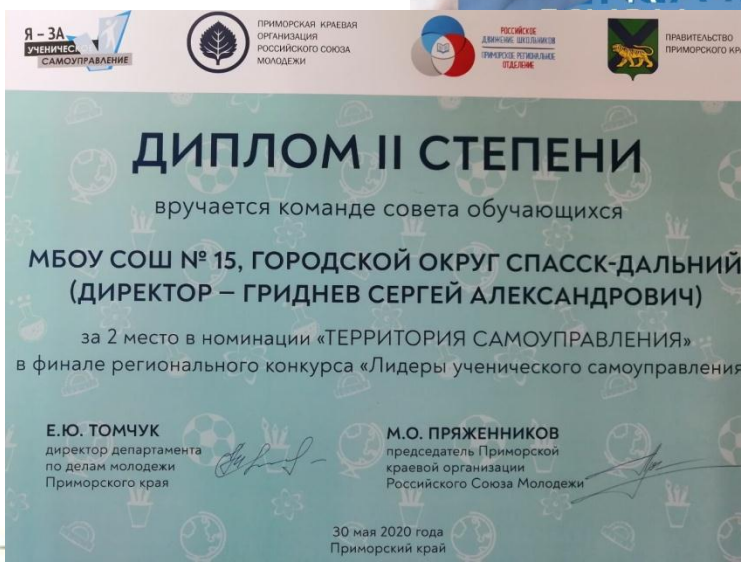 Я – ЗА
УЧЕНИЧЕСКОЕ
САМОУПРАВЛЕНИЕ
ПРИМОРСКАЯ КРАЕВАЯ
ОРГАНИЗАЦИЯ
РОССИЙСКОГО СОЮЗА
МОЛОДЕЖИ
РОССИЙСКОЕ
ДВИЖЕНИЕ ШКОЛЬНИКОВ
ПРИМОРСКОЕ РЕГИОНАЛЬНОЕ
ОТДЕЛЕНИЕ
ПРАВИТЕЛЬСТВО
ПРИМОРСКОГО КРА
ДИПЛОМ II СТЕПЕНИ
вручается команде совета обучающихся
МБОУ СОШ № 15, ГОРОДСКОЙ ОКРУГ СПАССК-ДАЛЬНИЙ
(ДИРЕКТОР – ГРИДНЕВ СЕРГЕЙ АЛЕКСАНДРОВИЧ)
за 2 место в номинации «ТЕРРИТОРИЯ САМОУПРАВЛЕНИЯ»
в финале регионального конкурса «Лидеры ученического самоуправления
Е.Ю. ТОМЧУК
директор департамента
по делам молодежи
Приморского края
М.О. ПРЯЖЕННИКОВ
председатель Приморской
краевой организации
Российского Союза Молодежи
30 мая 2020 года
Приморский край